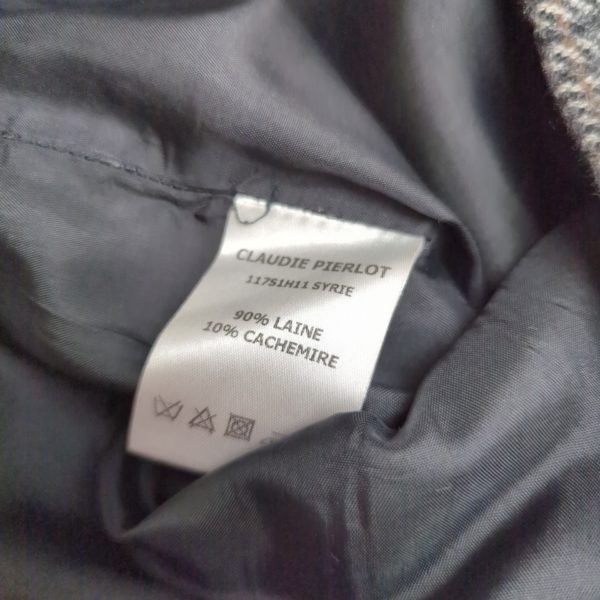 CLAUDIE PIERLOT
117S1H11 SYRIE
90% LAINE
10% CACHEMIRE